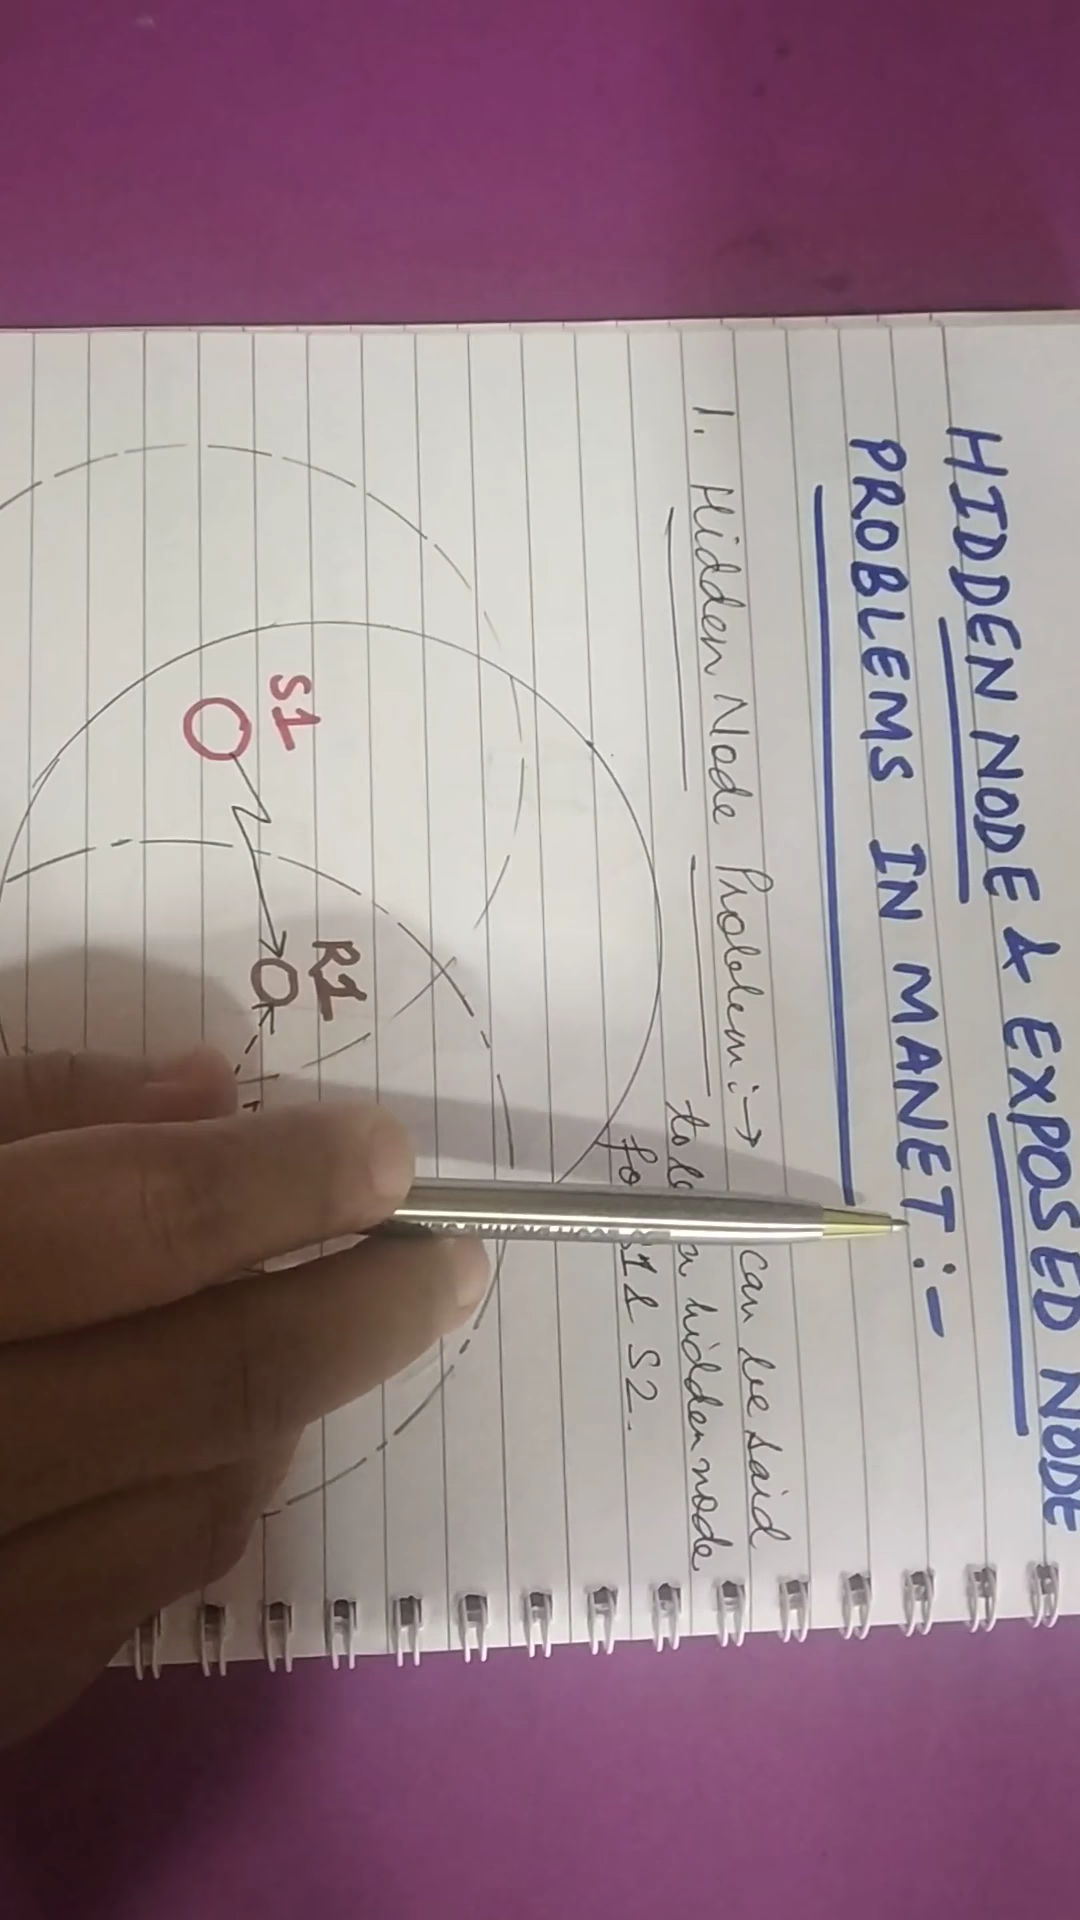 HIDDEN NODE & EXPOSED NODE
PROBLEMS IN MANET :-
1. Hidden Node Problem :→ can be said
a hidden node
S1 & S2.
S1
R1